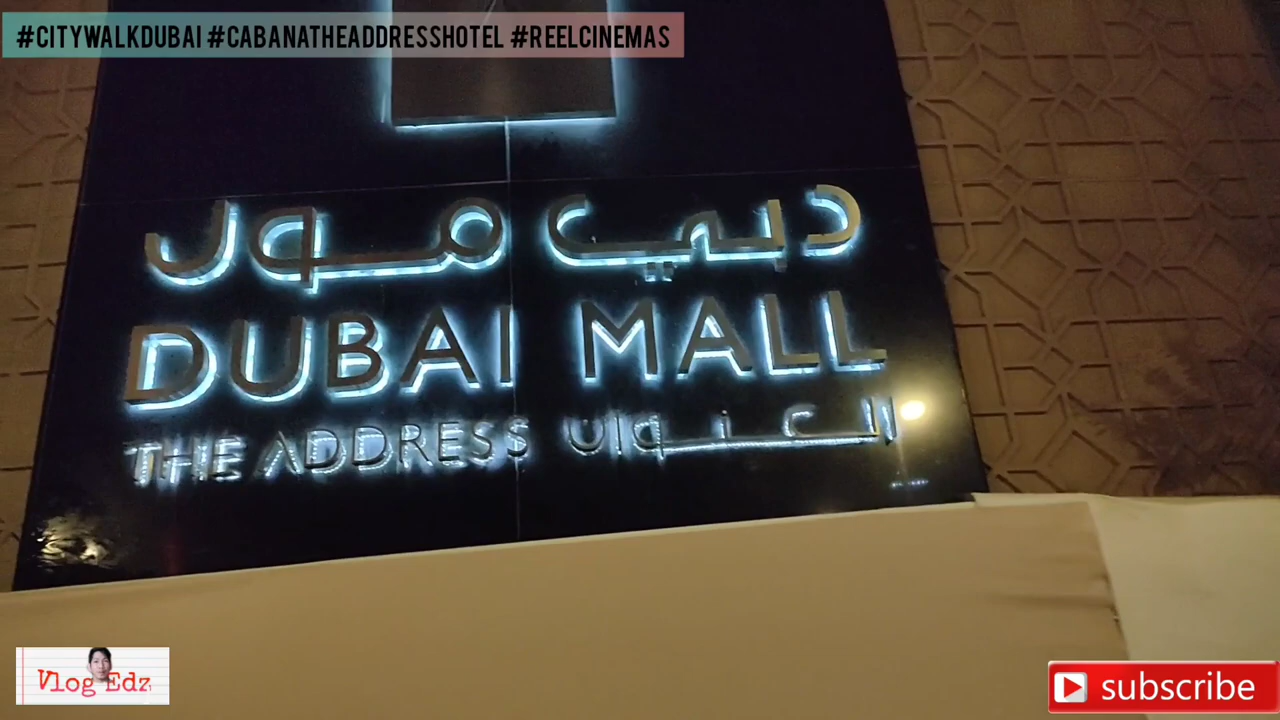 #CITYWALKDUBAI #CABANATHEADDRESSHOTEL #REELCINEMAS
دبي مول
DUBAI MALL
THE ADDRESS العنوان
Vlog Edz
subscribe